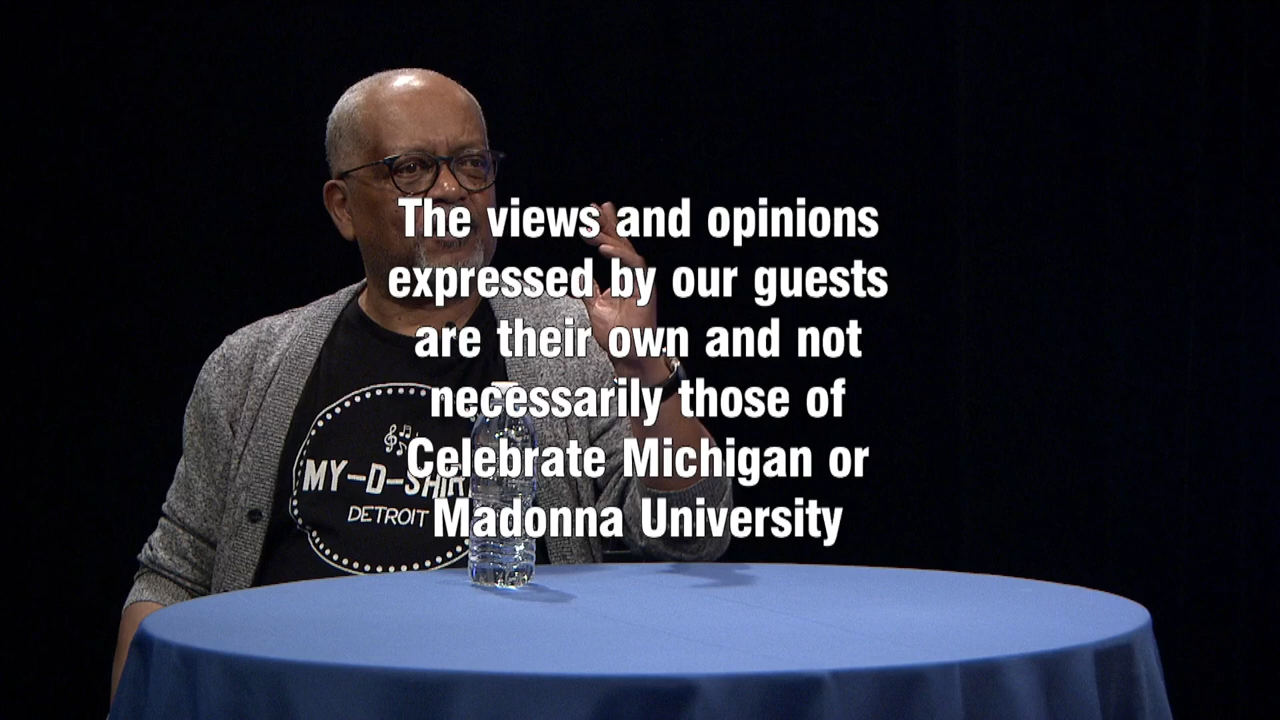 The views and opinions
expressed by our guests
are their own and not
necessarily those of
Celebrate Michigan or
Madonna University
MY-D-SHIR
DETROIT